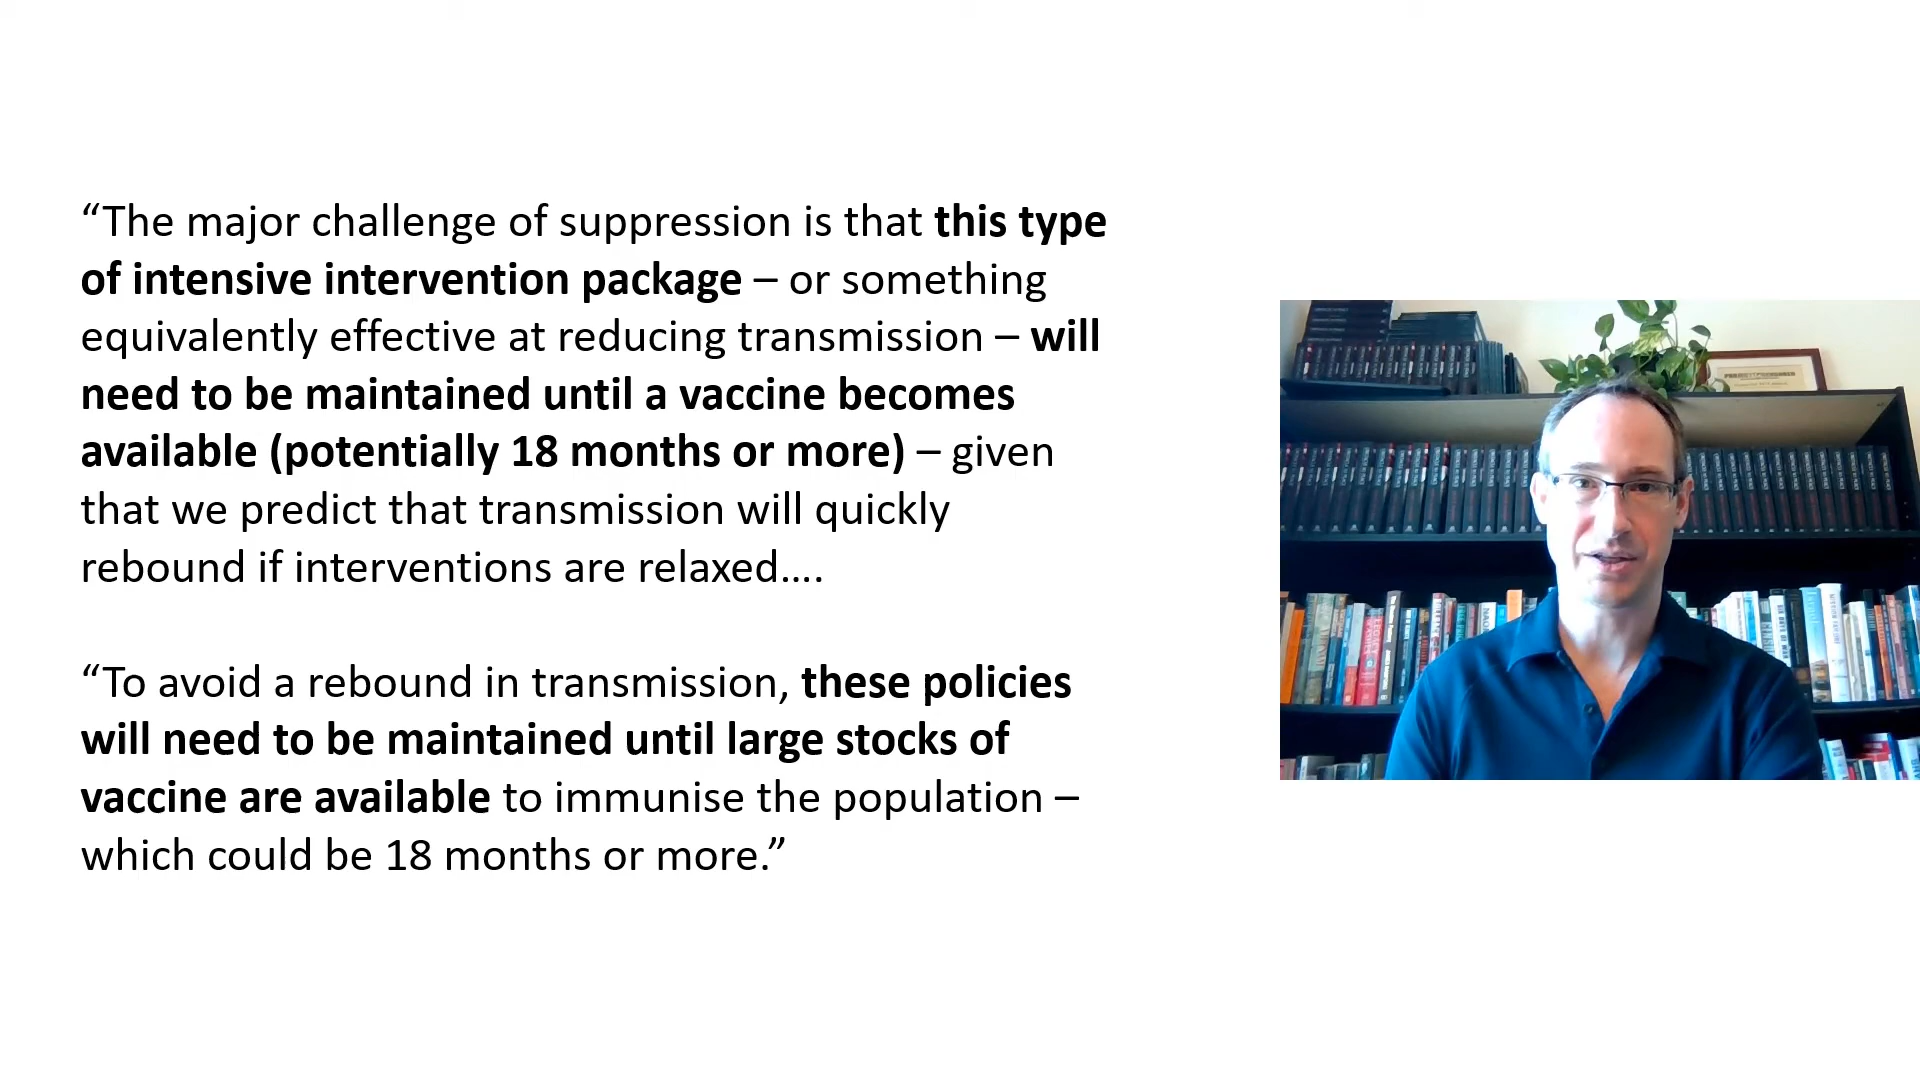 “The major challenge of suppression is that this type
of intensive intervention package – or something
equivalently effective at reducing transmission – will
need to be maintained until a vaccine becomes
available (potentially 18 months or more) – given
that we predict that transmission will quickly
rebound if interventions are relaxed….
“To avoid a rebound in transmission, these policies
will need to be maintained until large stocks of
vaccine are available to immunise the population –
which could be 18 months or more.”